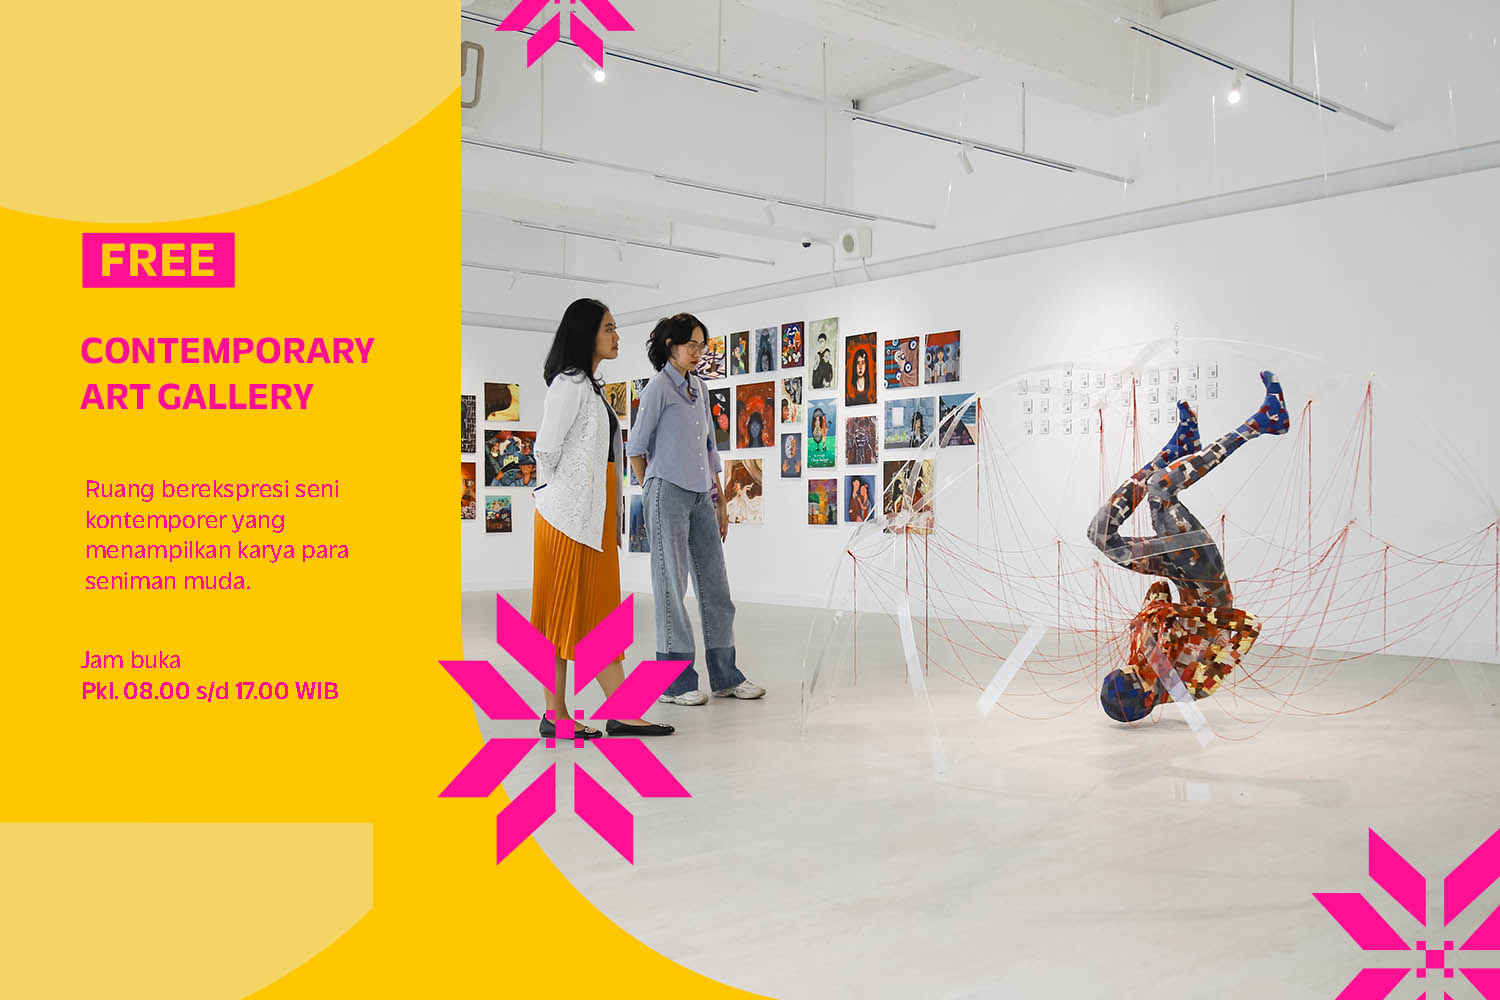 FREE
CONTEMPORARY
ART GALLERY
Ruang berekspresi seni
kontemporer yang
menampilkan karya para
seniman muda.
Jam buka
Pkl. 08.00 s/d 17.00 WIB